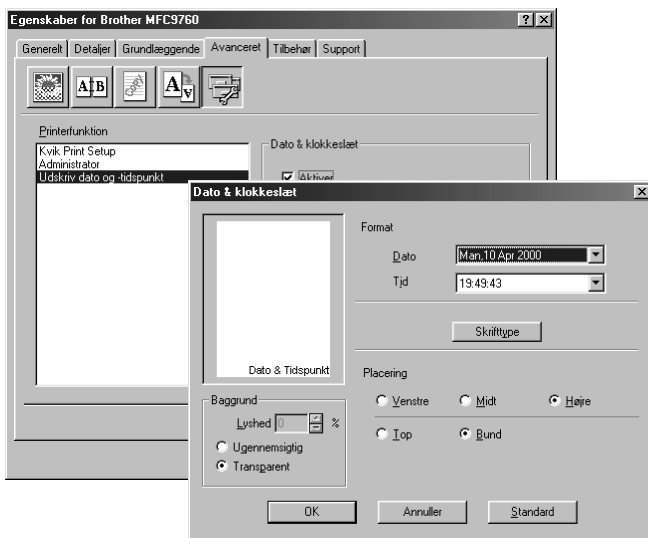 Egenskaber for Brother MFC9760
Generelt Detaljer Grundlæggende Avanceret Tilbehør Support
Printerfunktion
Kvik Print Setup
Administrator
Udskriv dato og -tidspunkt
Dato & klokkeslæt
Aktiver
Dato & klokkeslæt
Dato & Tidspunkt
Format
Dato Man,10 Apr 2000
Tid 19:49:43
Skrifttype
Baggrund
Lyshed 0 %
Ugennemsigtig
Transparent
Placering
Venstre Midt Højre
Top Bund
OK Annuller Standard